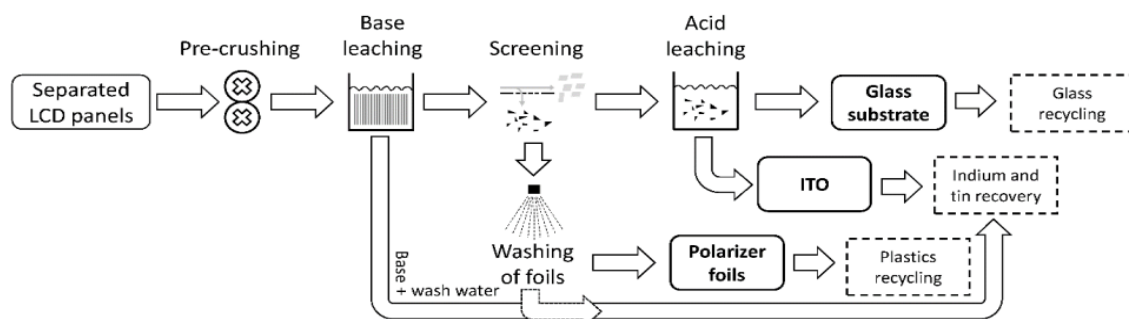 Pre-crushing
Base
leaching
Screening
Acid
leaching
Separated
LCD panels
Glass
substrate
Glass
recycling
ITO
Indium and
tin recovery
Washing
of foils
Polarizer
foils
Plastics
recycling
Base
+ wash water